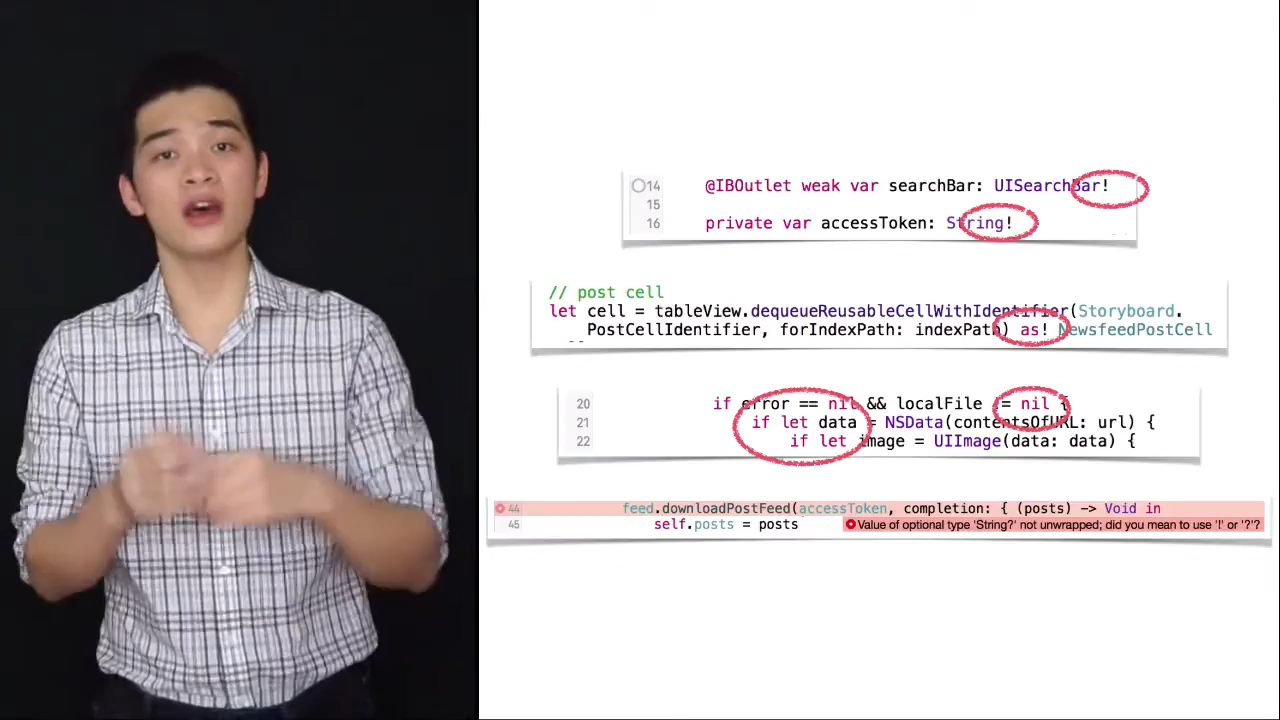 14 @IBOutlet weak var searchBar: UISearchBar!
15
16 private var accessToken: String!
// post cell
let cell = tableView.dequeueReusableCellWithIdentifier(Storyboard.
PostCellIdentifier, forIndexPath: indexPath) as! NewsfeedPostCell
20 if error == nil && localFile != nil {
21 if let data = NSData(contentsOfURL: url) {
22 if let image = UIImage(data: data) {
44 feed.downloadPostFeed(accessToken, completion: { (posts) -> Void in
45 self.posts = posts Value of optional type 'String?' not unwrapped; did you mean to use '!' or '?'?